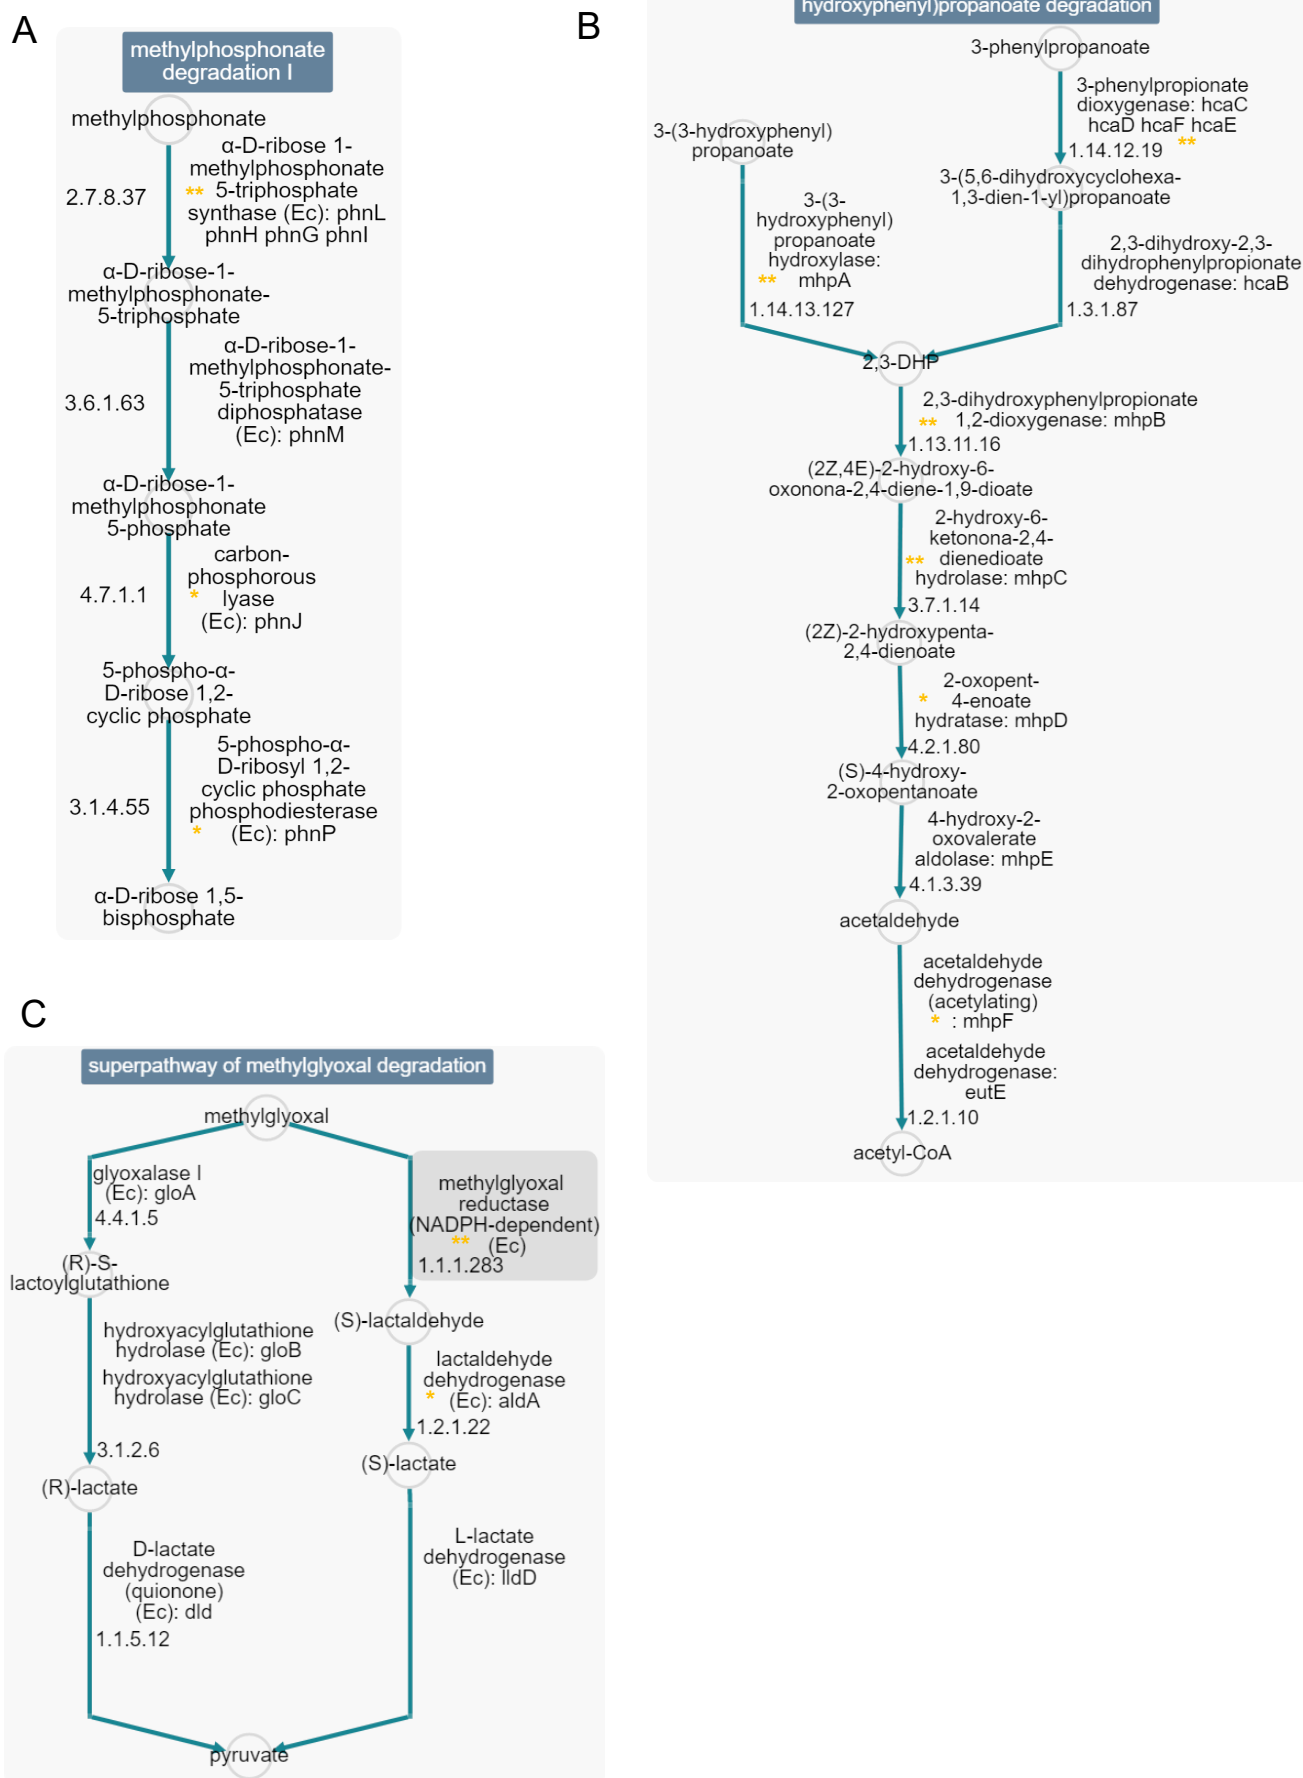 A
methylphosphonate
degradation I
methylphosphonate
α-D-ribose 1-
methylphosphonate
** 5-triphosphate
synthase (Ec): phnL
phnH phnG phnI
2.7.8.37
α-D-ribose-1-
methylphosphonate-
5-triphosphate
α-D-ribose-1-
methylphosphonate-
5-triphosphate
diphosphatase
(Ec): phnM
3.6.1.63
α-D-ribose-1-
methylphosphonate
5-phosphate
carbon-
phosphorous
* lyase
(Ec): phnJ
4.7.1.1
5-phospho-α-
D-ribose 1,2-
cyclic phosphate
5-phospho-α-
D-ribosyl 1,2-
cyclic phosphate
phosphodiesterase
* (Ec): phnP
3.1.4.55
α-D-ribose 1,5-
bisphosphate
B
hydroxyphenyl)propanoate degradation
3-phenylpropanoate
3-phenylpropionate
dioxygenase: hcaC
hcaD hcaF hcaE
**
1.14.12.19
3-(5,6-dihydroxycyclohexa-
1,3-dien-1-yl)propanoate
2,3-dihydroxy-2,3-
dihydrophenylpropionate
dehydrogenase: hcaB
1.3.1.87
3-(3-hydroxyphenyl)
propanoate
3-(3-
hydroxyphenyl)
propanoate
hydroxylase:
** mhpA
1.14.13.127
2,3-DHP
2,3-dihydroxyphenylpropionate
** 1,2-dioxygenase: mhpB
1.13.11.16
(2Z,4E)-2-hydroxy-6-
oxonona-2,4-diene-1,9-dioate
2-hydroxy-6-
ketonona-2,4-
** dienedioate
hydrolase: mhpC
3.7.1.14
(2Z)-2-hydroxypenta-
2,4-dienoate
2-oxopent-
* 4-enoate
hydratase: mhpD
4.2.1.80
(S)-4-hydroxy-
2-oxopentanoate
4-hydroxy-2-
oxovalerate
aldolase: mhpE
4.1.3.39
acetaldehyde
acetaldehyde
dehydrogenase
(acetylating)
* : mhpF
acetaldehyde
dehydrogenase:
eutE
1.2.1.10
acetyl-CoA
C
superpathway of methylglyoxal degradation
methylglyoxal
glyoxalase I
(Ec): gloA
4.4.1.5
(R)-S-
lactoylglutathione
hydroxyacylglutathione
hydrolase (Ec): gloB
hydroxyacylglutathione
hydrolase (Ec): gloC
3.1.2.6
(R)-lactate
D-lactate
dehydrogenase
(quionone)
(Ec): dld
1.1.5.12
methylglyoxal
reductase
(NADPH-dependent)
** (Ec)
1.1.1.283
(S)-lactaldehyde
lactaldehyde
dehydrogenase
* (Ec): aldA
1.2.1.22
(S)-lactate
L-lactate
dehydrogenase
(Ec): lldD
pyruvate